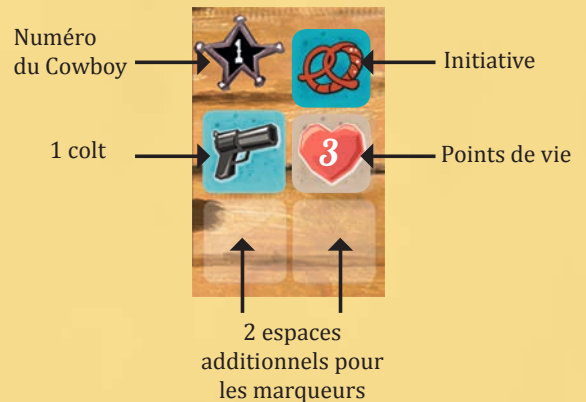 Numéro
du Cowboy
1
Initiative
1 colt
3
Points de vie
2 espaces
additionnels pour
les marqueurs